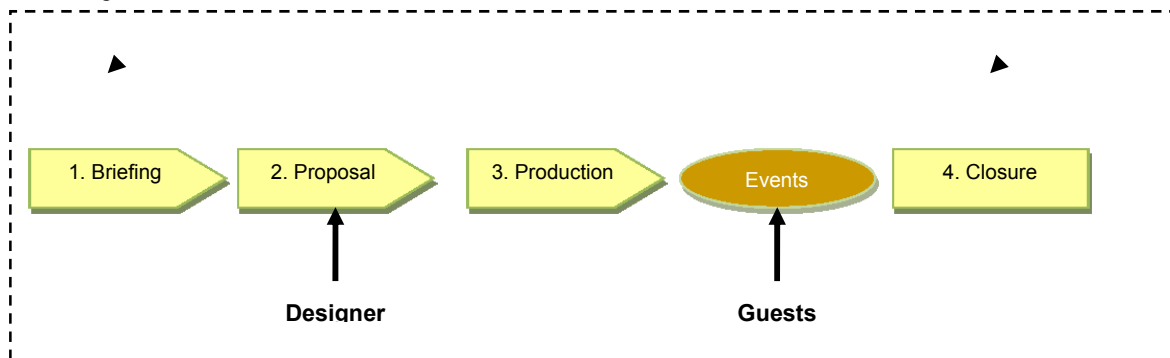 1. Briefing
2. Proposal
3. Production
Events
4. Closure
Designer
Guests